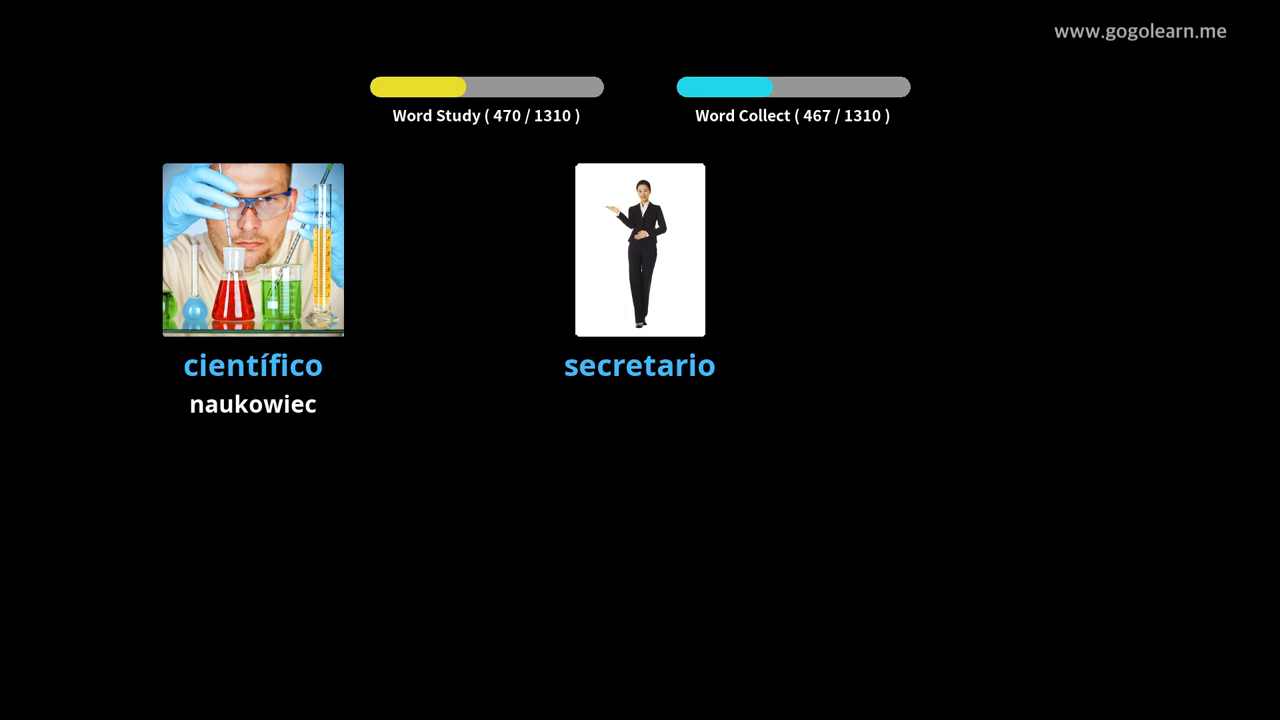 www.gogolearn.me
Word Study ( 470 / 1310 )
Word Collect ( 467 / 1310 )
científico
naukowiec
secretario